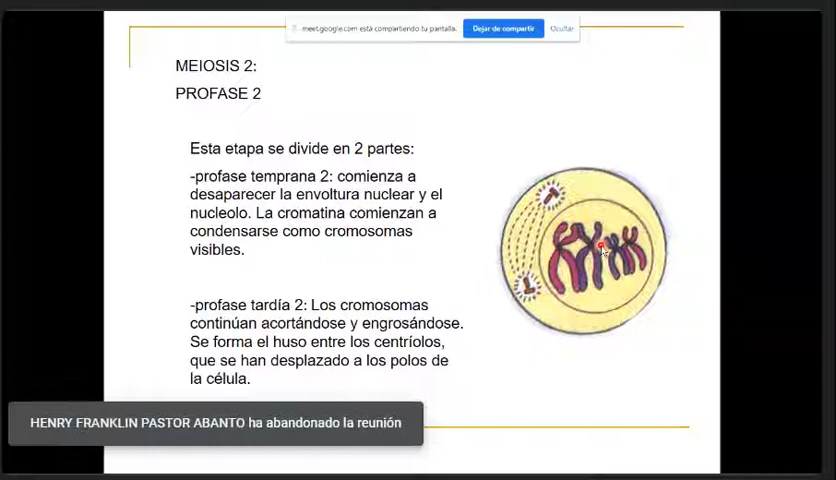 meet.google.com está compartiendo tu pantalla.
Dejar de compartir
Ocultar
MEIOSIS 2:
PROFASE 2
Esta etapa se divide en 2 partes:
-profase temprana 2: comienza a
desaparecer la envoltura nuclear y el
nucleolo. La cromatina comienzan a
condensarse como cromosomas
visibles.
-profase tardía 2: Los cromosomas
continúan acortándose y engrosándose.
Se forma el huso entre los centríolos,
que se han desplazado a los polos de
la célula.
HENRY FRANKLIN PASTOR ABANTO ha abandonado la reunión